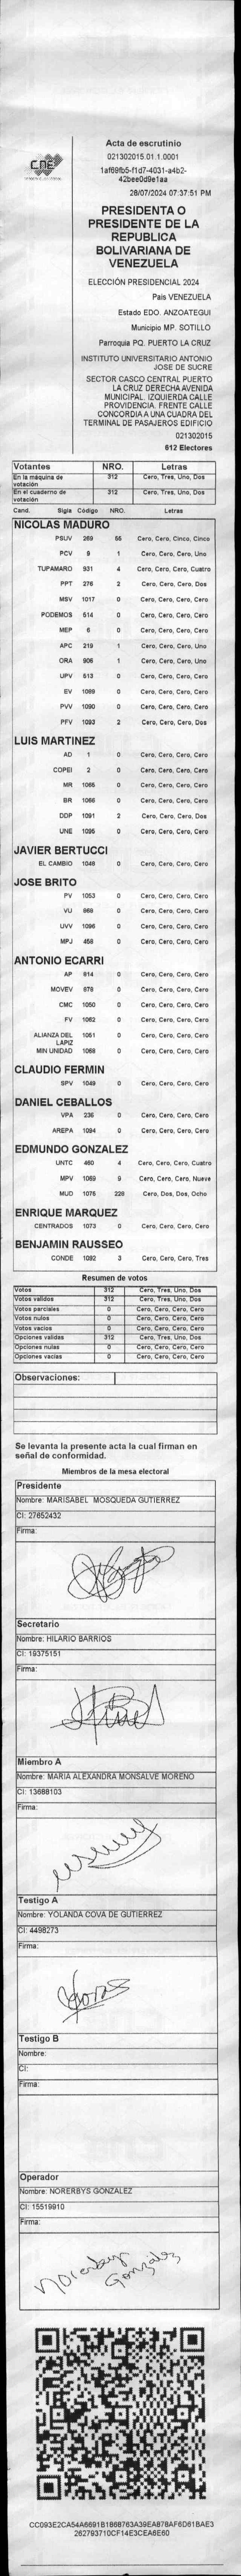 CNE
Acta de escrutinio
021302015.01.1.0001
1af69fb5-f1d7-4031-a4b2-
42bee0d9e1aa
28/07/2024 07:37:51 PM
PRESIDENTA O
PRESIDENTE DE LA
REPUBLICA
BOLIVARIANA DE
VENEZUELA
ELECCIÓN PRESIDENCIAL 2024
Pais VENEZUELA
Estado EDO. ANZOATEGUI
Municipio MP. SOTILLO
Parroquia PQ. PUERTO LA CRUZ
INSTITUTO UNIVERSITARIO ANTONIO
JOSE DE SUCRE
SECTOR CASCO CENTRAL PUERTO
LA CRUZ DERECHA AVENIDA
MUNICIPAL. IZQUIERDA CALLE
PROVIDENCIA. FRENTE CALLE
CONCORDIA A UNA CUADRA DEL
TERMINAL DE PASAJEROS EDIFICIO
021302015
612 Electores
Votantes NRO. Letras
En la máquina de votación 312 Cero, Tres, Uno, Dos
En el cuaderno de votación 312 Cero, Tres, Uno, Dos
Cand. Sigla Código NRO. Letras
NICOLAS MADURO
PSUV 269 55 Cero, Cero, Cinco, Cinco
PCV 9 1 Cero, Cero, Cero, Uno
TUPAMARO 931 4 Cero, Cero, Cero, Cuatro
PPT 276 2 Cero, Cero, Cero, Dos
MSV 1017 0 Cero, Cero, Cero, Cero
PODEMOS 514 0 Cero, Cero, Cero, Cero
MEP 6 0 Cero, Cero, Cero, Cero
APC 219 1 Cero, Cero, Cero, Uno
ORA 908 1 Cero, Cero, Cero, Uno
UPV 513 0 Cero, Cero, Cero, Cero
EV 1089 0 Cero, Cero, Cero, Cero
PVV 1090 0 Cero, Cero, Cero, Cero
PFV 1093 2 Cero, Cero, Cero, Dos
LUIS MARTINEZ
AD 1 0 Cero, Cero, Cero, Cero
COPEI 2 0 Cero, Cero, Cero, Cero
MR 1065 0 Cero, Cero, Cero, Cero
BR 1066 0 Cero, Cero, Cero, Cero
DDP 1091 2 Cero, Cero, Cero, Dos
UNE 1095 0 Cero, Cero, Cero, Cero
JAVIER BERTUCCI
EL CAMBIO 1048 0 Cero, Cero, Cero, Cero
JOSE BRITO
PV 1053 0 Cero, Cero, Cero, Cero
VU 868 0 Cero, Cero, Cero, Cero
UVV 1096 0 Cero, Cero, Cero, Cero
MPJ 458 0 Cero, Cero, Cero, Cero
ANTONIO ECARRI
AP 914 0 Cero, Cero, Cero, Cero
MOVEV 978 0 Cero, Cero, Cero, Cero
CMC 1050 0 Cero, Cero, Cero, Cero
FV 1062 0 Cero, Cero, Cero, Cero
ALIANZA DEL LAPIZ 1051 0 Cero, Cero, Cero, Cero
MIN UNIDAD 1068 0 Cero, Cero, Cero, Cero
CLAUDIO FERMIN
SPV 1049 0 Cero, Cero, Cero, Cero
DANIEL CEBALLOS
VPA 236 0 Cero, Cero, Cero, Cero
AREPA 1094 0 Cero, Cero, Cero, Cero
EDMUNDO GONZALEZ
UNTC 460 4 Cero, Cero, Cero, Cuatro
MPV 1069 9 Cero, Cero, Cero, Nueve
MUD 1076 228 Cero, Dos, Dos, Ocho
ENRIQUE MARQUEZ
CENTRADOS 1073 0 Cero, Cero, Cero, Cero
BENJAMIN RAUSSEO
CONDE 1092 3 Cero, Cero, Cero, Tres
Resumen de votos
Votos 312 Cero, Tres, Uno, Dos
Votos validos 312 Cero, Tres, Uno, Dos
Votos parciales 0 Cero, Cero, Cero, Cero
Votos nulos 0 Cero, Cero, Cero, Cero
Votos vacios 0 Cero, Cero, Cero, Cero
Opciones validas 312 Cero, Tres, Uno, Dos
Opciones nulas 0 Cero, Cero, Cero, Cero
Opciones vacias 0 Cero, Cero, Cero, Cero
Observaciones:
Se levanta la presente acta la cual firman en
señal de conformidad.
Miembros de la mesa electoral
Presidente
Nombre: MARISABEL MOSQUEDA GUTIERREZ
CI: 27652432
Firma:
Secretario
Nombre: HILARIO BARRIOS
CI: 19375151
Firma:
Miembro A
Nombre: MARIA ALEXANDRA MONSALVE MORENO
CI: 13688103
Firma:
Testigo A
Nombre: YOLANDA COVA DE GUTIERREZ
CI: 4498273
Firma:
Testigo B
Nombre:
CI:
Firma:
Operador
Nombre: NORERBYS GONZALEZ
CI: 15519910
Firma:
Norerbys
Gonzalez
CC093E2CA54A6691B1868763A39EA878AF6D61BAE3
262793710CF14E3CEA6E60